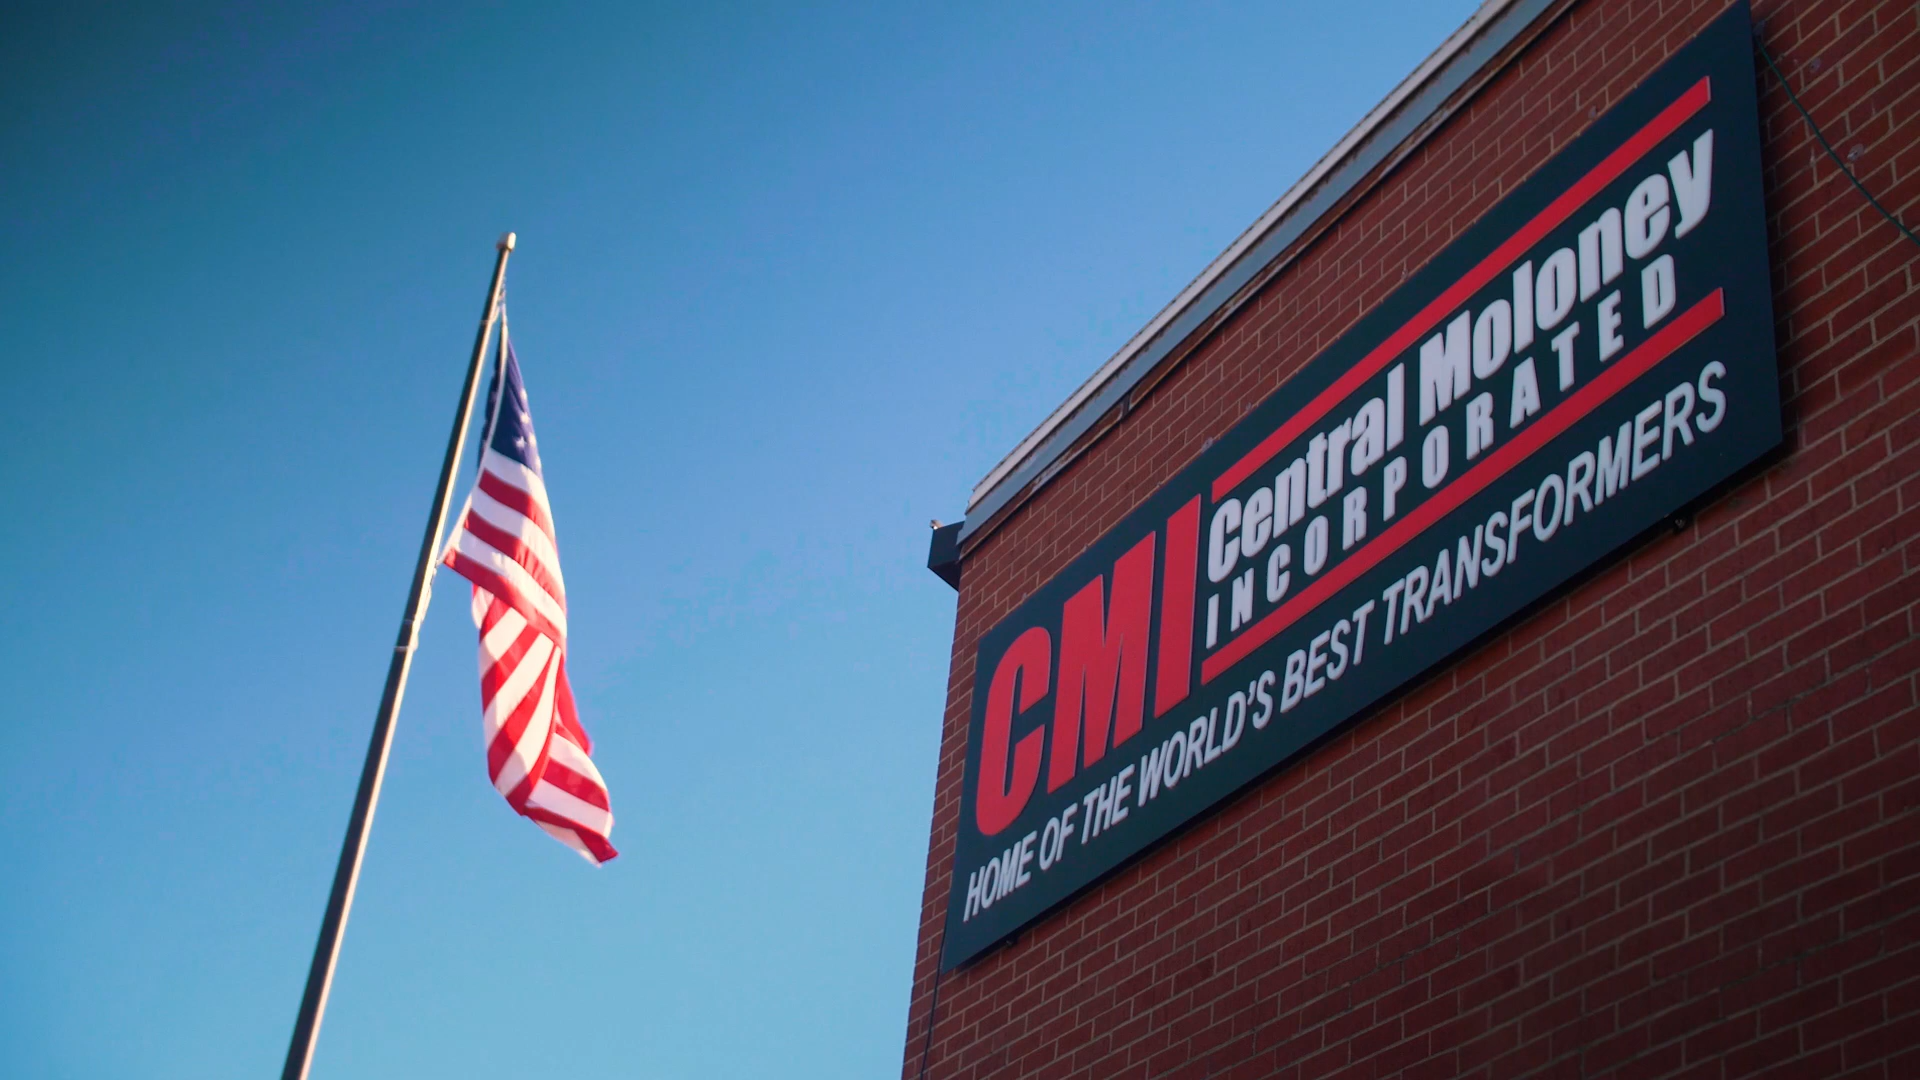 CMI
Central Moloney
INCORPORATED
HOME OF THE WORLD'S BEST TRANSFORMERS